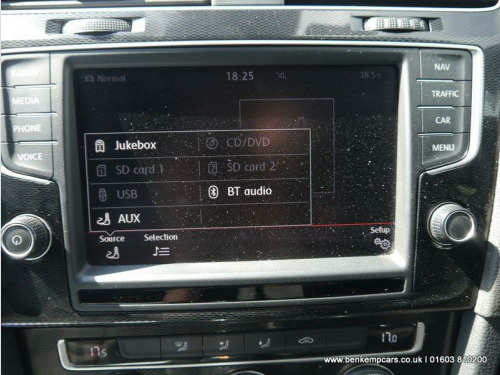 Normal 18:25 18.5°
RADIO
NAV
MEDIA
TRAFFIC
PHONE
CAR
VOICE
MENU
Jukebox CD/DVD
SD card 1 SD card 2
USB BT audio
AUX
Source Selection Setup
17.5 17.0
www.benkempcars.co.uk \ 01603 810200